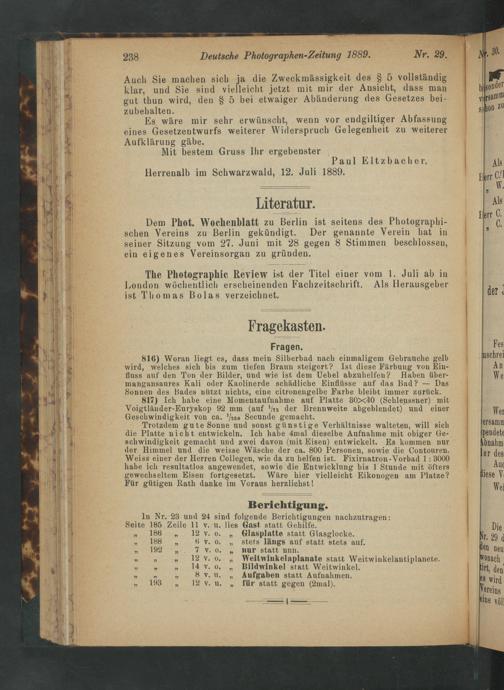 238 Deutsche Photographen-Zeitung 1889. Nr. 29.
Auch Sie machen sich ja die Zweckmässigkeit des § 5 vollständig
klar, und Sie sind vielleicht jetzt mit mir der Ansicht, dass man
gut thun wird, den § 5 bei etwaiger Abänderung des Gesetzes bei-
zubehalten.
Es wäre mir sehr erwünscht, wenn vor endgiltiger Abfassung
eines Gesetzentwurfs weiterer Widerspruch Gelegenheit zu weiterer
Aufklärung gäbe.
Mit bestem Gruss Ihr ergebenster
Paul Eltzbacher.
Herrenalb im Schwarzwald, 12. Juli 1889.
Literatur.
Dem Phot. Wochenblatt zu Berlin ist seitens des Photographi-
schen Vereins zu Berlin gekündigt. Der genannte Verein hat in
seiner Sitzung vom 27. Juni mit 28 gegen 8 Stimmen beschlossen,
ein eigenes Vereinsorgan zu gründen.
The Photographic Review ist der Titel einer vom 1. Juli ab in
London wöchentlich erscheinenden Fachzeitschrift. Als Herausgeber
ist Thomas Bolas verzeichnet.
Fragekasten.
Fragen.
816) Woran liegt es, dass mein Silberbad nach einmaligem Gebrauche gelb
wird, welches sich bis zum tiefen Braun steigert? Ist diese Färbung von Ein-
fluss auf den Ton der Bilder, und wie ist dem Uebel abzuhelfen? Haben über-
mangansaures Kali oder Kaolinerde schädliche Einflüsse auf das Bad? — Das
Sonnen des Bades nützt nichts, eine citronengelbe Farbe bleibt immer zurück.
817) Ich habe eine Momentaufnahme auf Platte 30×40 (Schleussner) mit
Voigtländer-Euryskop 92 mm (auf der Brennweite abgeblendet) und einer
Geschwindigkeit von ca. Secunde gemacht.
Trotzdem gute Sonne und sonst günstige Verhältnisse walteten, will sich
die Platte nicht entwickeln. Ich habe 4mal dieselbe Aufnahme mit obiger Ge-
schwindigkeit gemacht und zwei davon (mit Eisen) entwickelt. Es kommen nur
der Himmel und die weisse Wäsche der ca. 800 Personen, sowie die Contouren.
Weiss einer der Herren Collegen, wie da zu helfen ist. Fixirnatron-Vorbad 1 : 3000
habe ich resultatlos angewendet, sowie die Entwicklung bis 1 Stunde mit öfters
gewechseltem Eisen fortgesetzt. Wäre hier vielleicht Eikonogen am Platze?
Für gütigen Rath danke im Voraus herzlichst!
Berichtigung.
In Nr. 23 und 24 sind folgende Berichtigungen nachzutragen:
Seite 185 Zeile 11 v. u. lies Gast statt Gehilfe.
„ 186 „ 12 v. o. „ Glasplatte statt Glasglocke.
„ 188 „ 6 v. o. „ stets längs auf statt stets auf.
„ 192 „ 7 v. o. „ nur statt nun.
„ „ „ 12 v. o. „ Weitwinkelaplanate statt Weitwinkelantiplanete.
„ „ „ 14 v. o. „ Bildwinkel statt Weitwinkel.
„ „ „ 8 v. u. „ Aufgaben statt Aufnahmen.
„ 193 „ 12 v. u. „ für statt gegen (2mal).